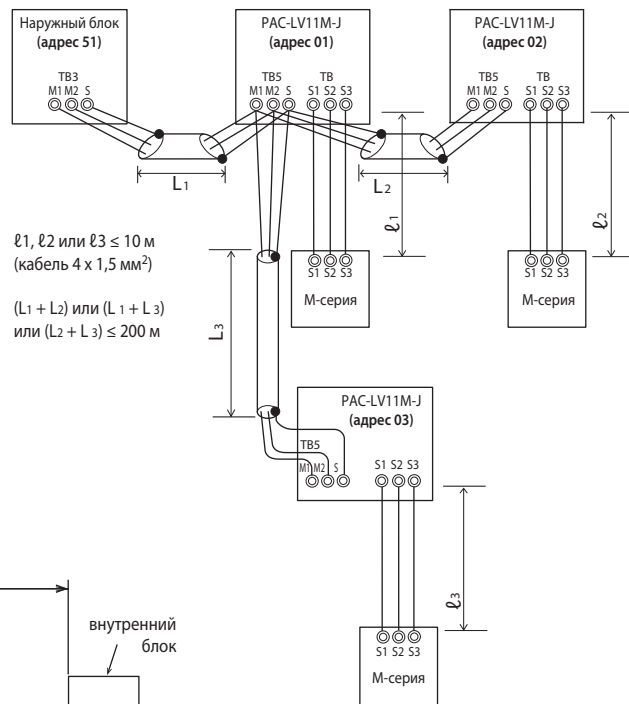 Наружный блок
(адрес 51)
TB3
M1 M2 S
PAC-LV11M-J
(адрес 01)
TB5 TB
M1 M2 S S1 S2 S3
PAC-LV11M-J
(адрес 02)
TB5 TB
M1 M2 S S1 S2 S3
L1
L2
ℓ1
ℓ2
ℓ1, ℓ2 или ℓ3 ≤ 10 м
(кабель 4 x 1,5 мм²)
(L1 + L2) или (L 1 + L 3)
или (L2 + L 3) ≤ 200 м
S1 S2 S3
М-серия
S1 S2 S3
М-серия
L3
PAC-LV11M-J
(адрес 03)
TB5
M1 M2 S S1 S2 S3
ℓ3
внутренний
блок
S1 S2 S3
М-серия